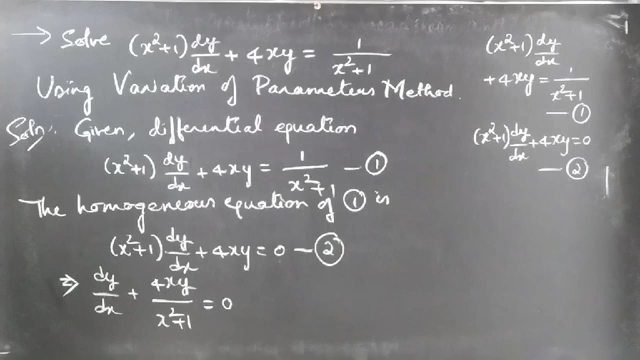 → Solve (x²+1) dy/dx + 4xy = 1/(x²+1)
Using Variation of Parameters Method.
Soln:. Given, differential equation
(x²+1) dy/dx + 4xy = 1/(x²+1) — ①
The homogeneous equation of ① is
(x²+1) dy/dx + 4xy = 0 — ②
⇒ dy/dx + 4xy/(x²+1) = 0
(x²+1) dy/dx
+ 4xy = 1/(x²+1)
— ①
(x²+1) dy/dx + 4xy = 0
— ②